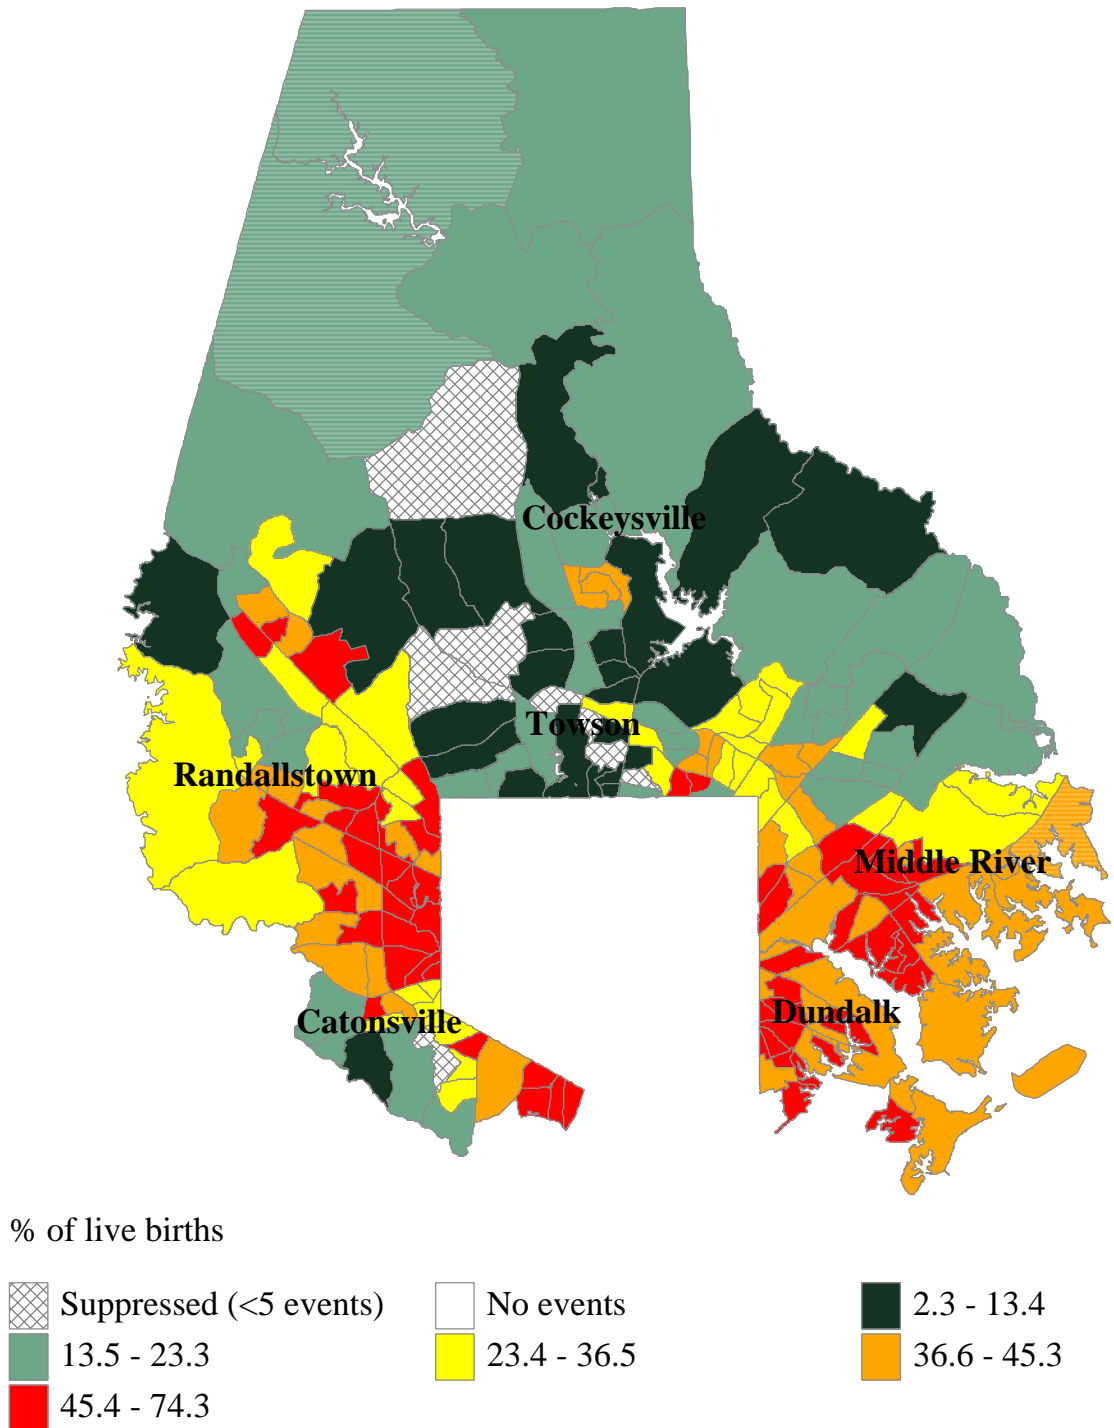 Cockeysville
Towson
Randallstown
Middle River
Dundalk
Catonsville
% of live births
Suppressed (<5 events)
No events
2.3 - 13.4
13.5 - 23.3
23.4 - 36.5
36.6 - 45.3
45.4 - 74.3